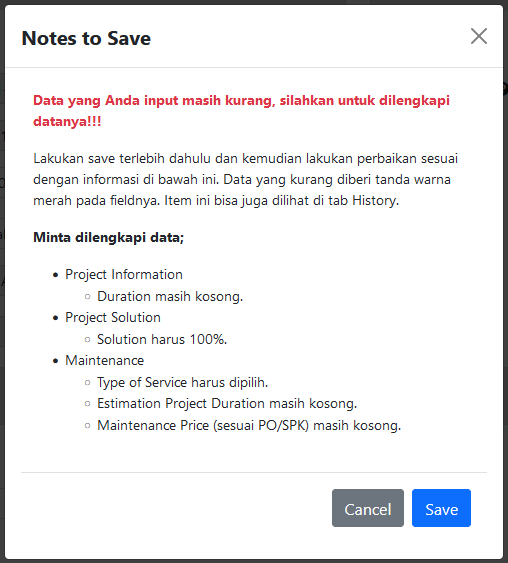 Notes to Save
Data yang Anda input masih kurang, silahkan untuk dilengkapi
datanya!!!
Lakukan save terlebih dahulu dan kemudian lakukan perbaikan sesuai
dengan informasi di bawah ini. Data yang kurang diberi tanda warna
merah pada fieldnya. Item ini bisa juga dilihat di tab History.
Minta dilengkapi data;
Project Information
Duration masih kosong.
Project Solution
Solution harus 100%.
Maintenance
Type of Service harus dipilih.
Estimation Project Duration masih kosong.
Maintenance Price (sesuai PO/SPK) masih kosong.
Cancel
Save